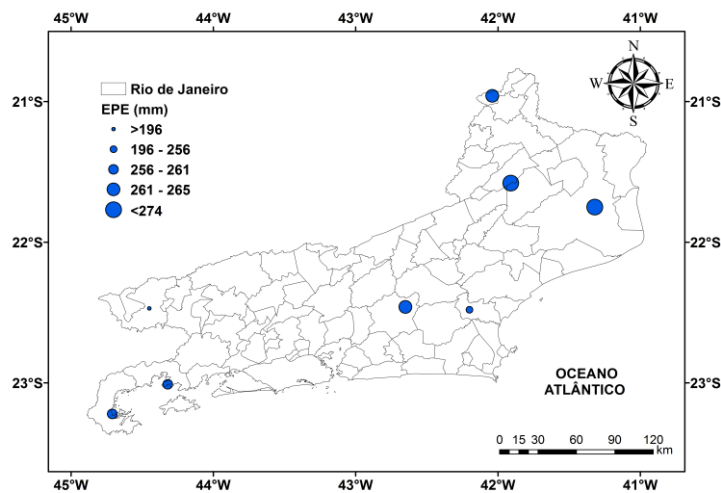 45°W 44°W 43°W 42°W 41°W
N
W E
S
21°S 21°S
Rio de Janeiro
EPE (mm)
>196
196 - 256
256 - 261
261 - 265
<274
22°S 22°S
23°S 23°S
OCEANO
ATLÂNTICO
0 15 30 60 90 120
km
45°W 44°W 43°W 42°W 41°W